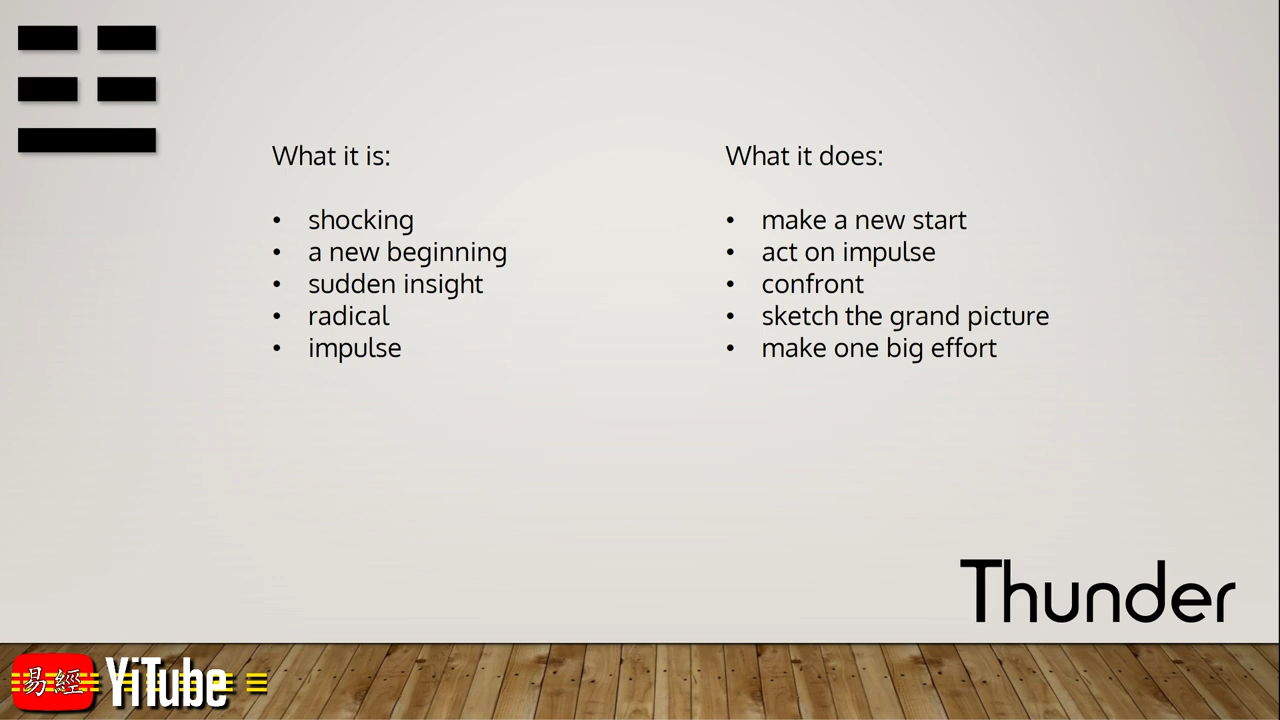 What it is:
• shocking
• a new beginning
• sudden insight
• radical
• impulse
What it does:
• make a new start
• act on impulse
• confront
• sketch the grand picture
• make one big effort
Thunder
易經 YiTube